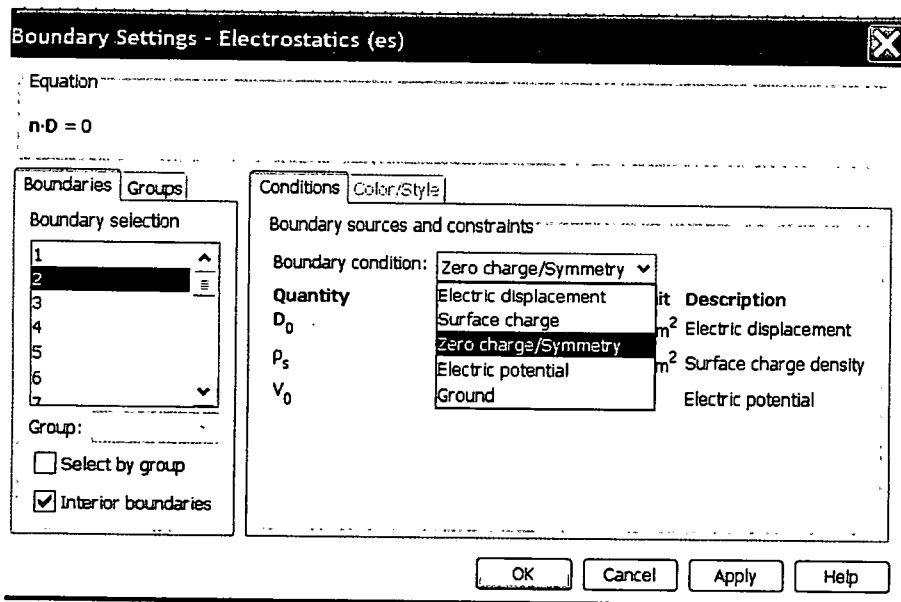 Boundary Settings - Electrostatics (es)
Equation
n·D = 0
Boundaries Groups
Boundary selection
1
2
3
4
5
6
7
Group:
Select by group
Interior boundaries
Conditions Color/Style
Boundary sources and constraints
Boundary condition: Zero charge/Symmetry
Electric displacement
Surface charge
Zero charge/Symmetry
Electric potential
Ground
Quantity it Description
D₀ m² Electric displacement
ρₛ m² Surface charge density
V₀ Electric potential
OK Cancel Apply Help